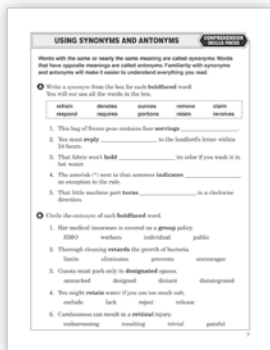 USING SYNONYMS AND ANTONYMS
COMPREHENSION
SKILLS FOCUS
Words with the same or nearly the same meaning are called synonyms. Words
that have opposite meanings are called antonyms. Familiarity with synonyms
and antonyms will make it easier to understand everything you read.
A Write a synonym from the box for each boldfaced word.
You will not use all the words in the box.
refrain denotes ounces remove claim
respond requires portions retain revolves
1. This bag of frozen peas contains four servings
2. You must reply to the landlord's letter within
24 hours.
3. That fabric won't hold its color if you wash it in
hot water.
4. The asterisk (*) next to that sentence indicates
an exception to the rule.
5. That little machine part turns in a clockwise
direction.
B Circle the antonym of each boldfaced word.
1. Her medical insurance is covered on a group policy.
HMO workers individual public
2. Thorough cleaning retards the growth of bacteria.
limits eliminates prevents encourages
3. Guests must park only in designated spaces.
unmarked designed distant disintegrated
4. You might retain water if you use too much salt.
exclude lack reject release
5. Carelessness can result in a critical injury.
embarrassing insulting trivial painful
7